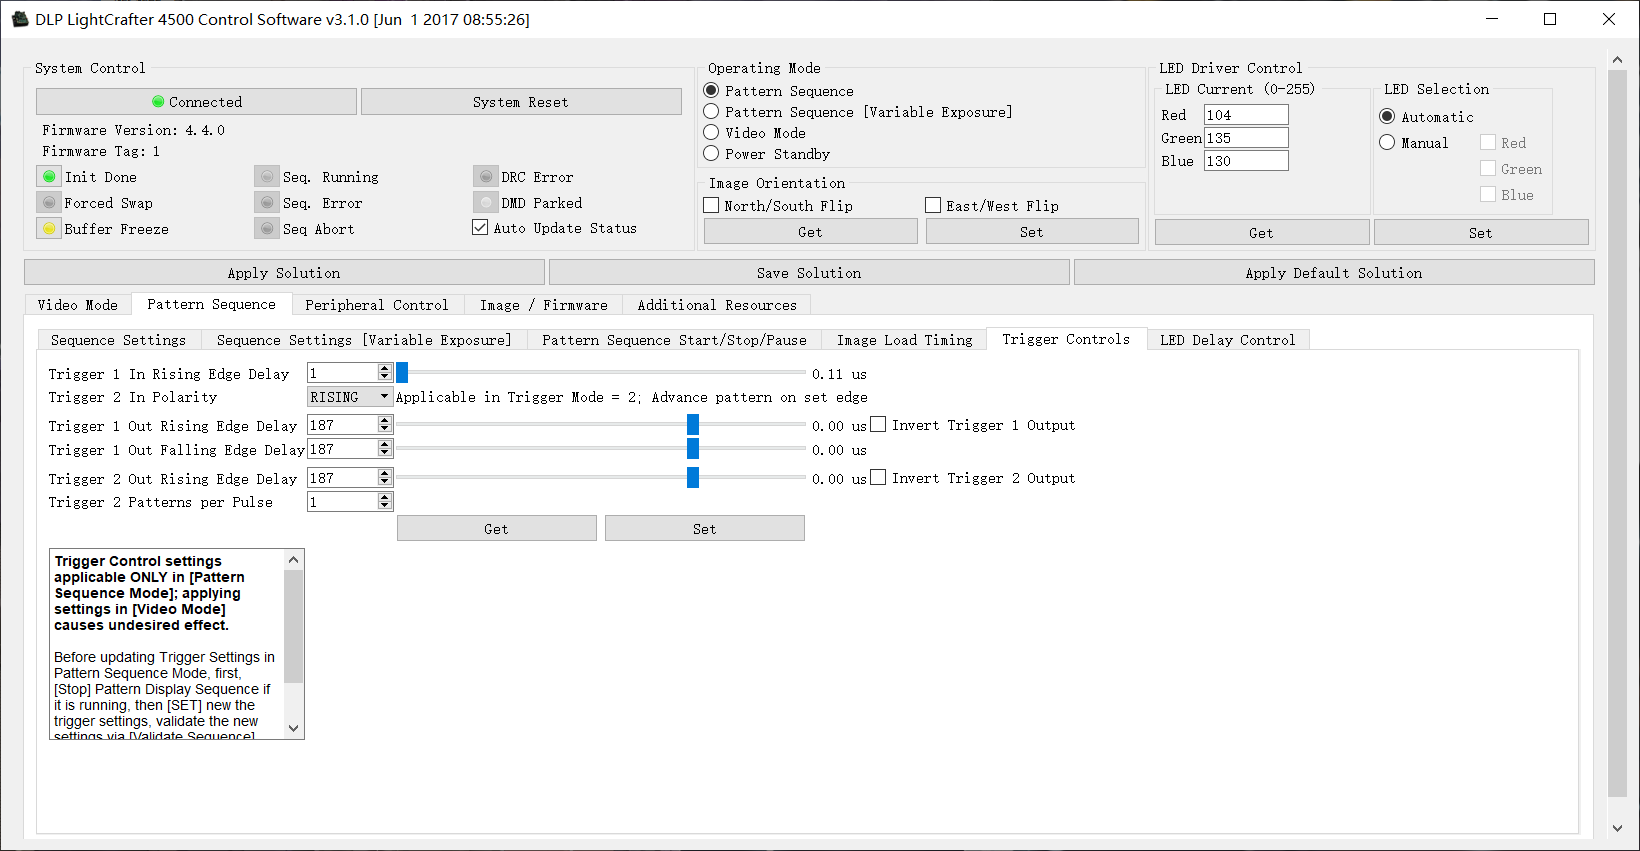 DLP LightCrafter 4500 Control Software v3.1.0 [Jun  1 2017 08:55:26]
System Control
Connected
System Reset
Firmware Version: 4.4.0
Firmware Tag: 1
Init Done
Seq. Running
DRC Error
Forced Swap
Seq. Error
DMD Parked
Buffer Freeze
Seq Abort
Auto Update Status
Operating Mode
Pattern Sequence
Pattern Sequence [Variable Exposure]
Video Mode
Power Standby
Image Orientation
North/South Flip
East/West Flip
Get
Set
LED Driver Control
LED Current (0-255)
Red 104
Green 135
Blue 130
LED Selection
Automatic
Manual
Red
Green
Blue
Get
Set
Apply Solution
Save Solution
Apply Default Solution
Video Mode
Pattern Sequence
Peripheral Control
Image / Firmware
Additional Resources
Sequence Settings
Sequence Settings [Variable Exposure]
Pattern Sequence Start/Stop/Pause
Image Load Timing
Trigger Controls
LED Delay Control
Trigger 1 In Rising Edge Delay 1 0.11 us
Trigger 2 In Polarity RISING Applicable in Trigger Mode = 2; Advance pattern on set edge
Trigger 1 Out Rising Edge Delay 187 0.00 us Invert Trigger 1 Output
Trigger 1 Out Falling Edge Delay 187 0.00 us
Trigger 2 Out Rising Edge Delay 187 0.00 us Invert Trigger 2 Output
Trigger 2 Patterns per Pulse 1
Get
Set
Trigger Control settings
applicable ONLY in [Pattern
Sequence Mode]; applying
settings in [Video Mode]
causes undesired effect.
Before updating Trigger Settings in
Pattern Sequence Mode, first,
[Stop] Pattern Display Sequence if
it is running, then [SET] new the
trigger settings, validate the new
settings via [Validate Sequence]